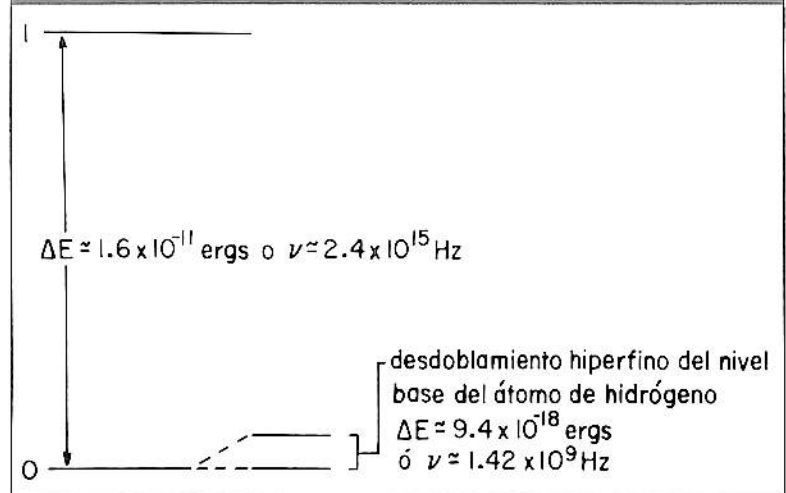 1
ΔE ≃ 1.6 x 10⁻¹¹ ergs o ν ≃ 2.4 x 10¹⁵ Hz
desdoblamiento hiperfino del nivel
base del átomo de hidrógeno
ΔE ≃ 9.4 x 10⁻¹⁸ ergs
ó ν ≃ 1.42 x 10⁹ Hz
0